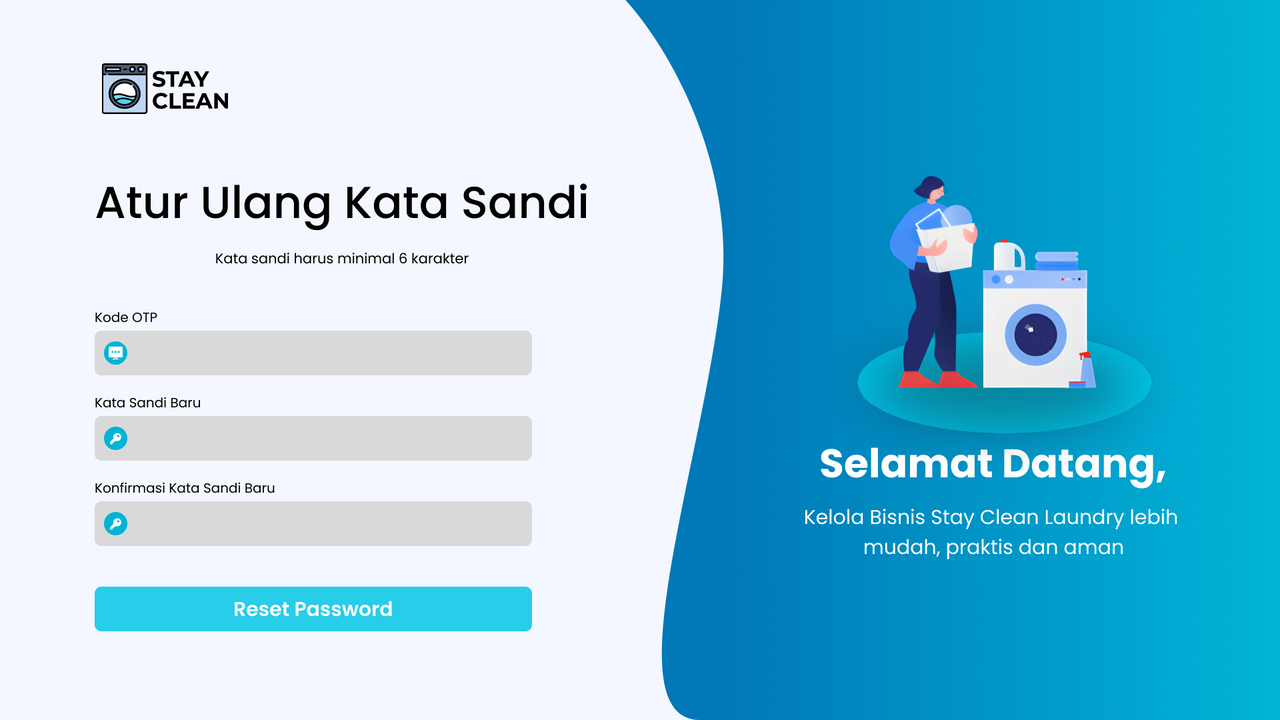 STAY
CLEAN
Atur Ulang Kata Sandi
Kata sandi harus minimal 6 karakter
Kode OTP
Kata Sandi Baru
Konfirmasi Kata Sandi Baru
Reset Password
Selamat Datang,
Kelola Bisnis Stay Clean Laundry lebih
mudah, praktis dan aman